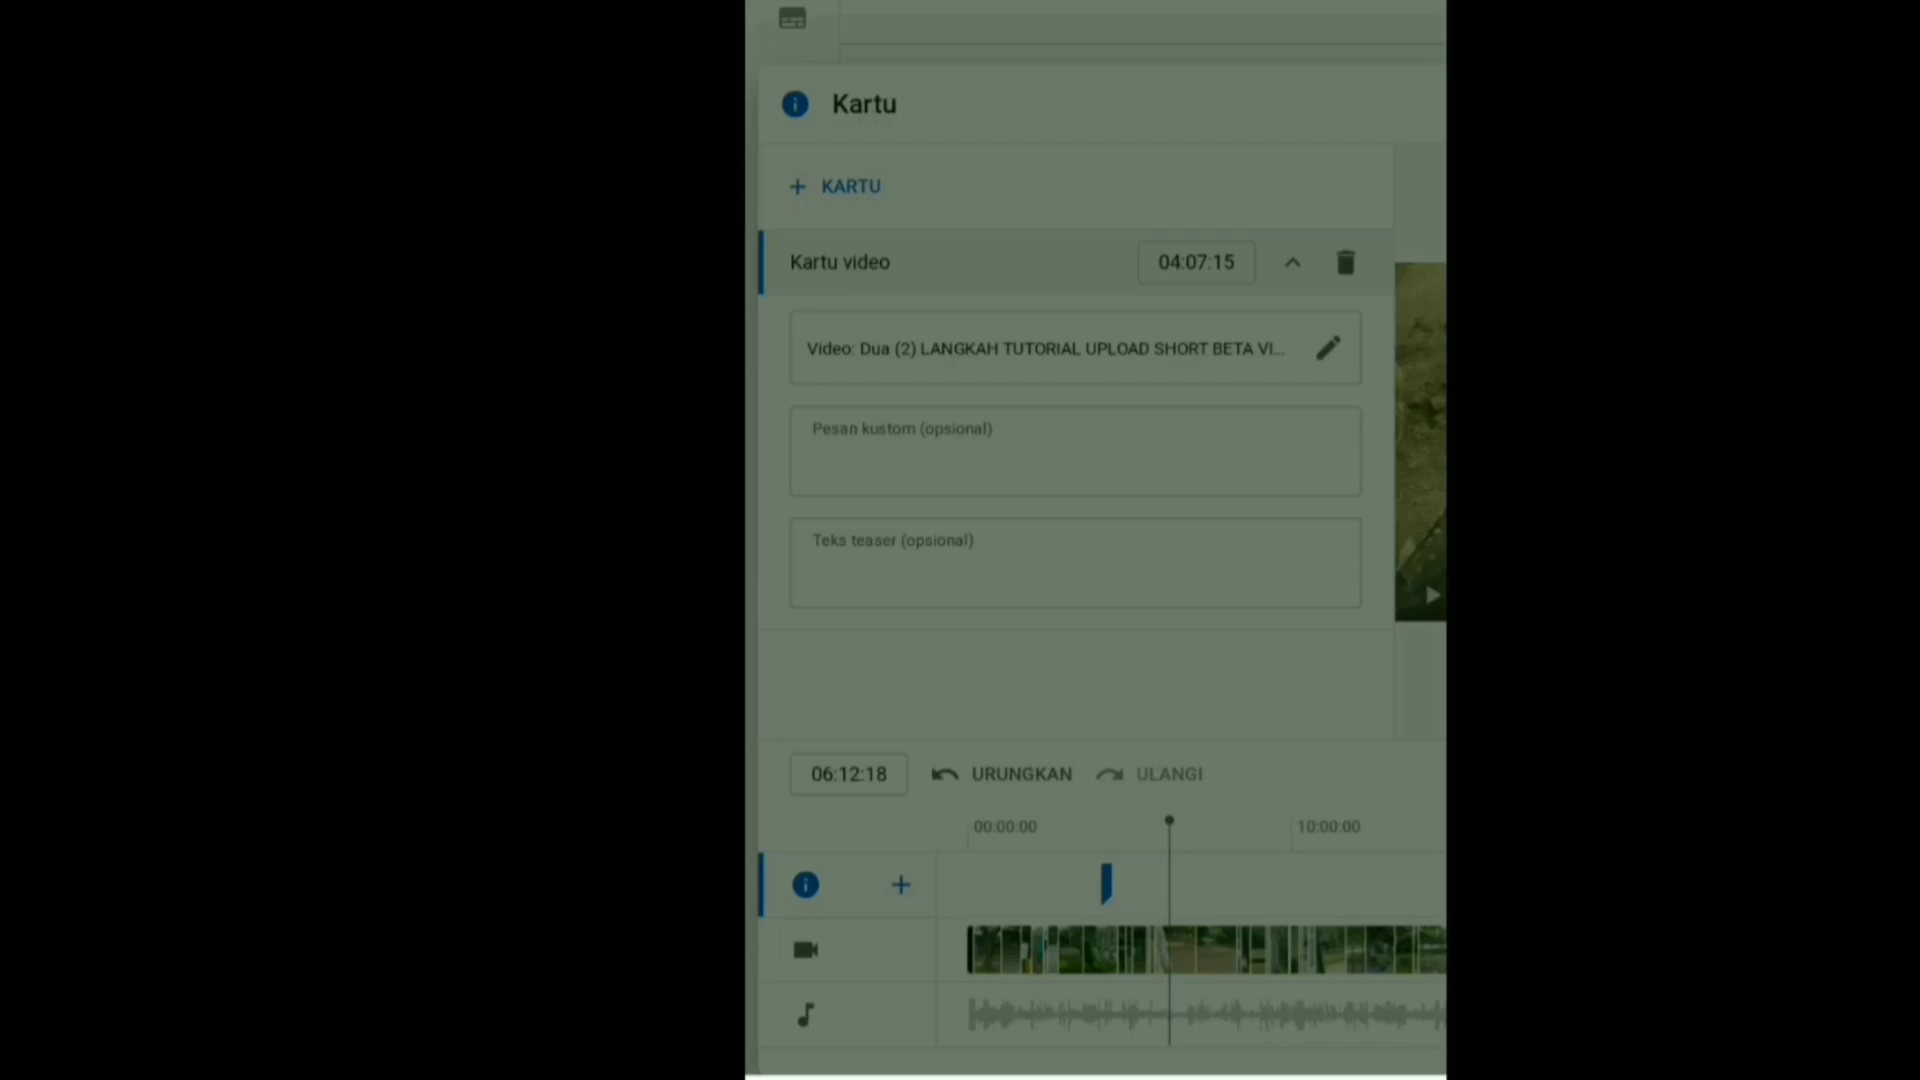 Kartu
+ KARTU
Kartu video
04:07:15
Video: Dua (2) LANGKAH TUTORIAL UPLOAD SHORT BETA VI...
Pesan kustom (opsional)
Teks teaser (opsional)
06:12:18 URUNGKAN ULANGI
00:00:00 10:00:00